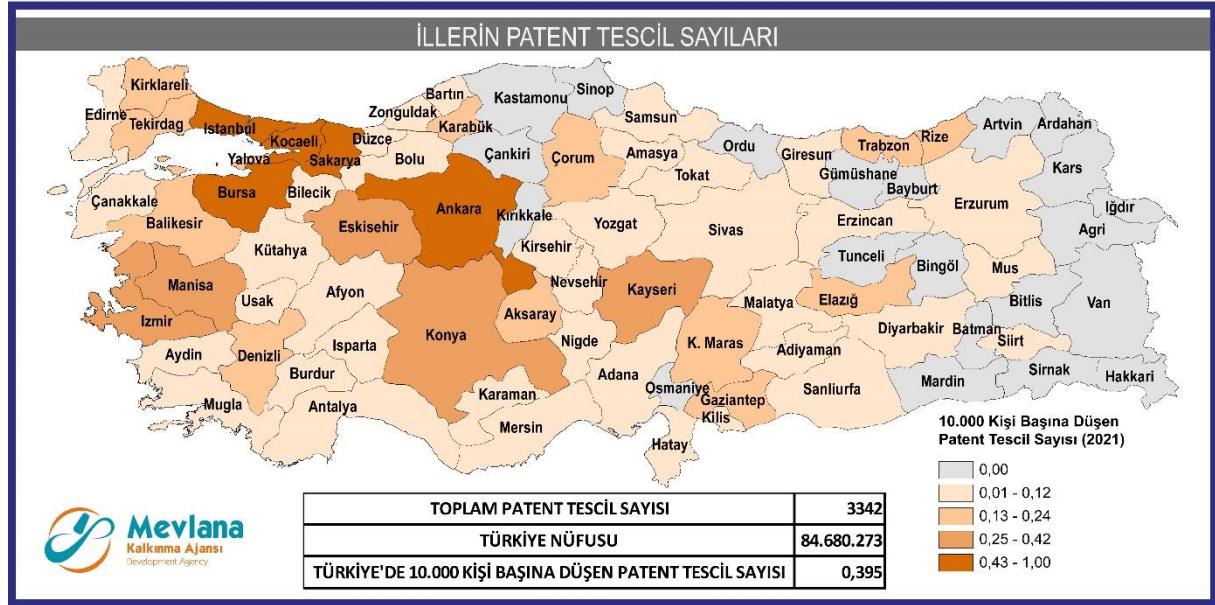 İLLERİN PATENT TESCİL SAYILARI
Kirklareli
Edirne
Tekirdag
Istanbul
Kocaeli
Yalova
Sakarya
Düzce
Zonguldak
Bartın
Karabük
Kastamonu
Sinop
Samsun
Çankiri
Çorum
Amasya
Ordu
Tokat
Giresun
Gümüshane
Trabzon
Rize
Bayburt
Artvin
Ardahan
Kars
Iğdır
Agri
Erzurum
Erzincan
Çanakkale
Balikesir
Bursa
Bilecik
Bolu
Eskisehir
Ankara
Kirikkale
Kirsehir
Yozgat
Sivas
Tunceli
Bingöl
Mus
Bitlis
Van
Kütahya
Manisa
Usak
Afyon
Izmir
Konya
Aksaray
Nevsehir
Kayseri
Malatya
Elazığ
Diyarbakir
Batman
Siirt
Sirnak
Hakkari
Mardin
Aydin
Denizli
Isparta
Burdur
Mugla
Antalya
Karaman
Mersin
Nigde
Adana
K. Maras
Adiyaman
Osmaniye
Gaziantep
Kilis
Sanliurfa
Hatay
10.000 Kişi Başına Düşen
Patent Tescil Sayısı (2021)
0,00
0,01 - 0,12
0,13 - 0,24
0,25 - 0,42
0,43 - 1,00
Mevlana
Kalkınma Ajansı
Development Agency
TOPLAM PATENT TESCİL SAYISI 3342
TÜRKİYE NÜFUSU 84.680.273
TÜRKİYE'DE 10.000 KİŞİ BAŞINA DÜŞEN PATENT TESCİL SAYISI 0,395